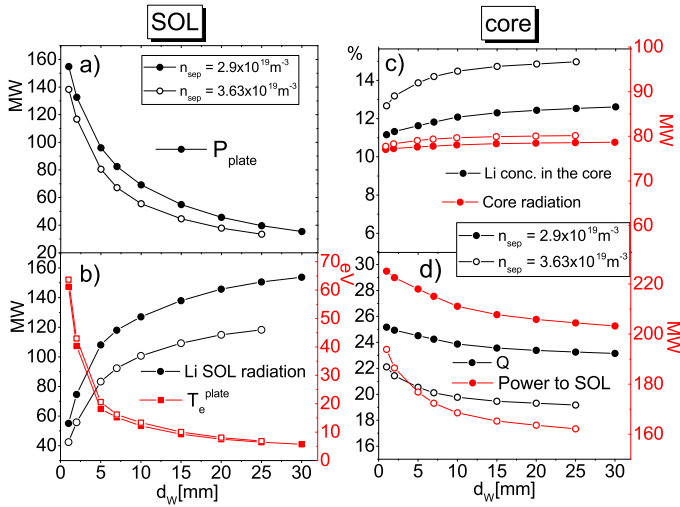 SOL
core
a)
n_sep = 2.9x10^19 m^-3
n_sep = 3.63x10^19 m^-3
P_plate
MW
160
140
120
100
80
60
40
20
b)
Li SOL radiation
T_e^plate
MW
160
140
120
100
80
60
40
eV
70
60
50
40
30
20
10
0
0 5 10 15 20 25 30
d_W[mm]
c)
%
14
12
10
8
6
MW
100
80
60
Li conc. in the core
Core radiation
n_sep = 2.9x10^19 m^-3
n_sep = 3.63x10^19 m^-3
d)
30
28
26
24
22
20
18
16
MW
220
200
180
160
Q
Power to SOL
0 5 10 15 20 25 30
d_W[mm]